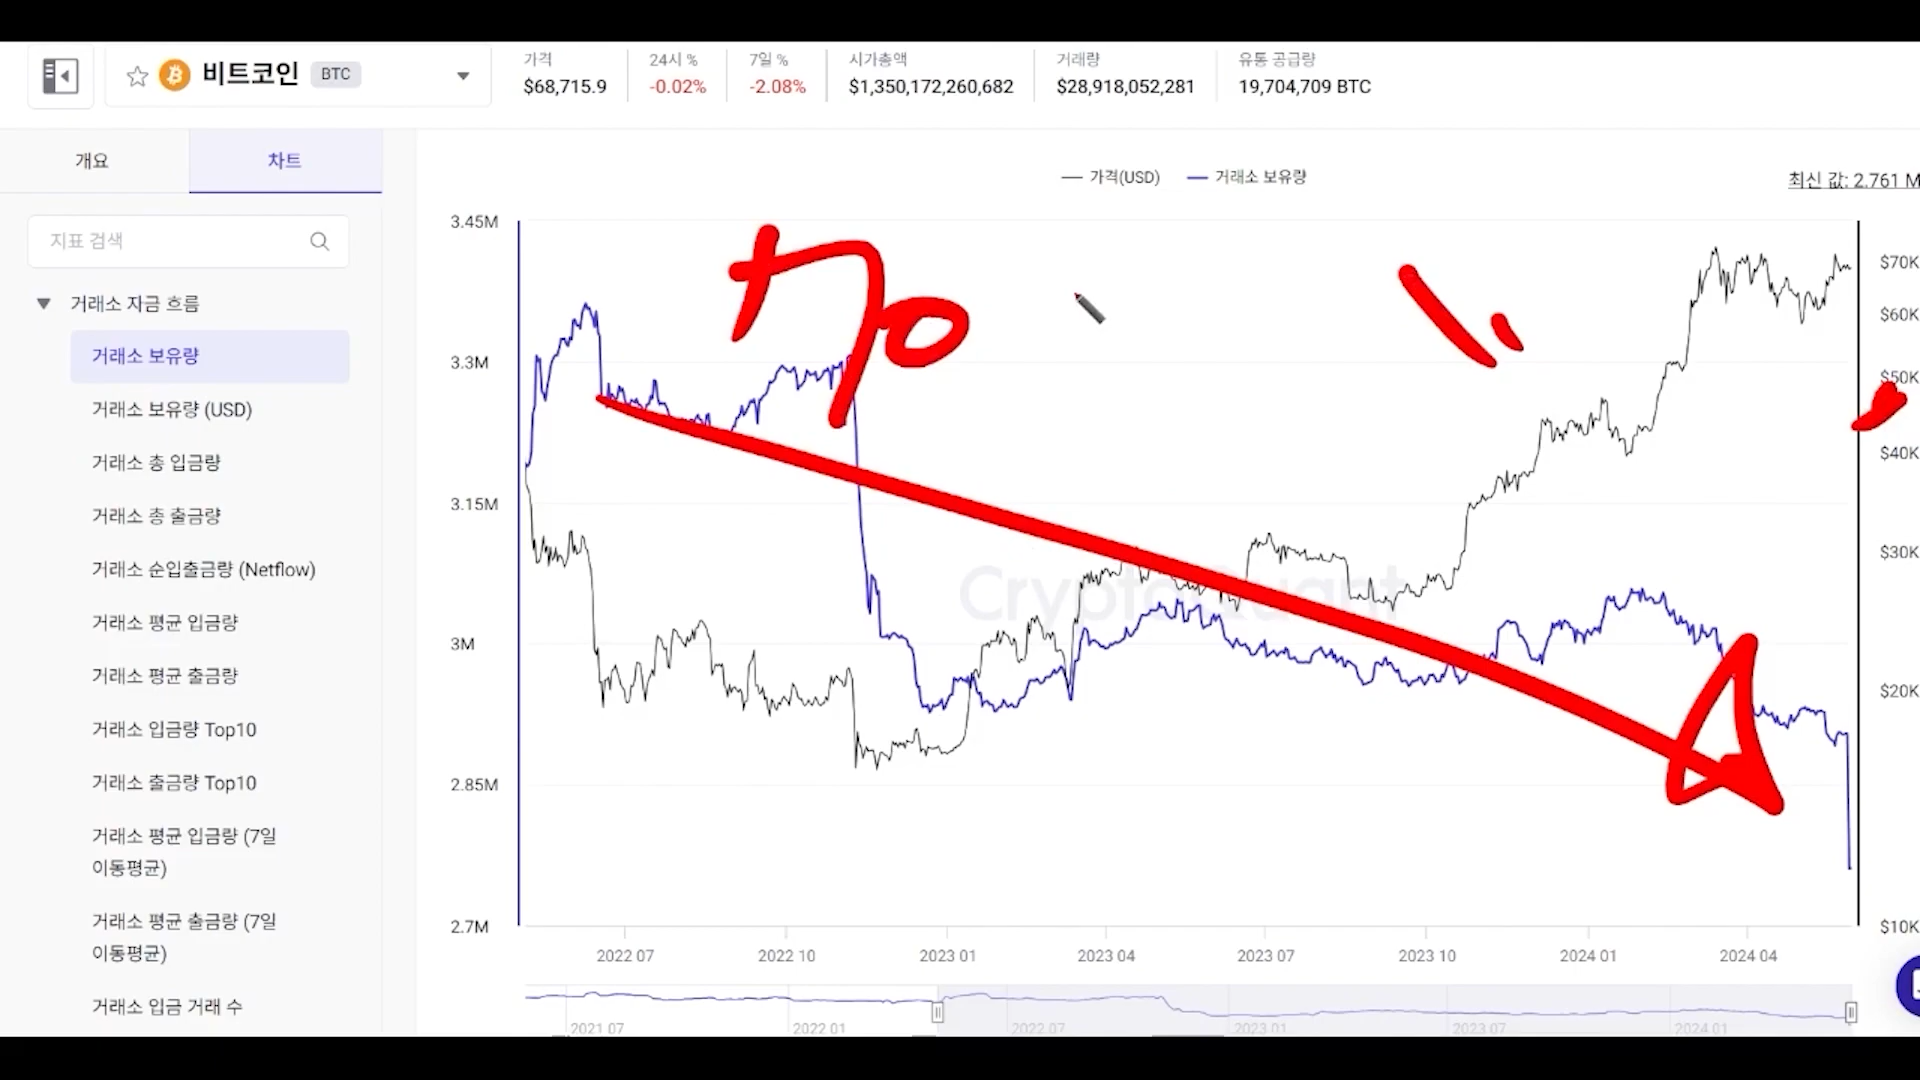 비트코인 BTC
가격 24시 % 7일 % 시가총액 거래량 유통 공급량
$68,715.9 -0.02% -2.08% $1,350,172,260,682 $28,918,052,281 19,704,709 BTC
개요 차트
지표 검색
거래소 자금 흐름
거래소 보유량
거래소 보유량 (USD)
거래소 총 입금량
거래소 총 출금량
거래소 순입출금량 (Netflow)
거래소 평균 입금량
거래소 평균 출금량
거래소 입금량 Top10
거래소 출금량 Top10
거래소 평균 입금량 (7일
이동평균)
거래소 평균 출금량 (7일
이동평균)
거래소 입금 거래 수
가격(USD) 거래소 보유량
최신 값: 2.761 M
3.45M
3.3M
3.15M
3M
2.85M
2.7M
70
CryptoQuant
$70K
$60K
$50K
$40K
$30K
$20K
$10K
2022 07 2022 10 2023 01 2023 04 2023 07 2023 10 2024 01 2024 04
2021 07 2022 01 2022 07 2023 01 2023 07 2024 01